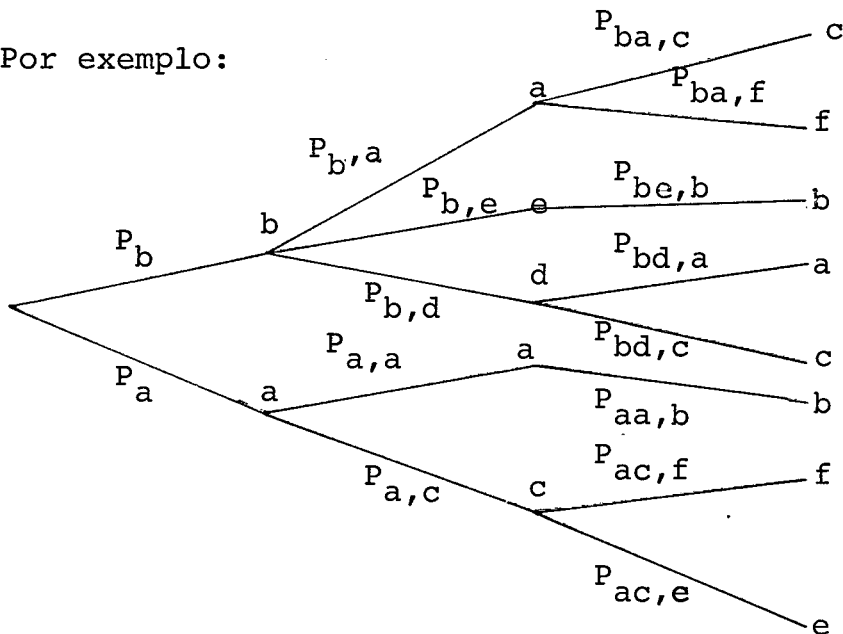 Por exemplo:
P_ba,c
c
a
P_ba,f
f
P_b,a
P_b,e
e
P_be,b
b
b
P_b
d
P_bd,a
a
P_b,d
P_bd,c
c
P_a,a
a
P_a
a
P_aa,b
b
P_ac,f
f
P_a,c
c
P_ac,e
e